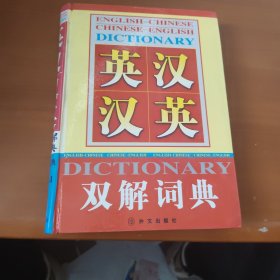 ENGLISH-CHINESE
CHINESE-ENGLISH
DICTIONARY
英汉
汉英
ENGLISH-CHINESE CHINESE-ENGLISH ENGLISH-CHINESE CHINESE-ENGLISH
DICTIONARY
双解词典
外文出版社